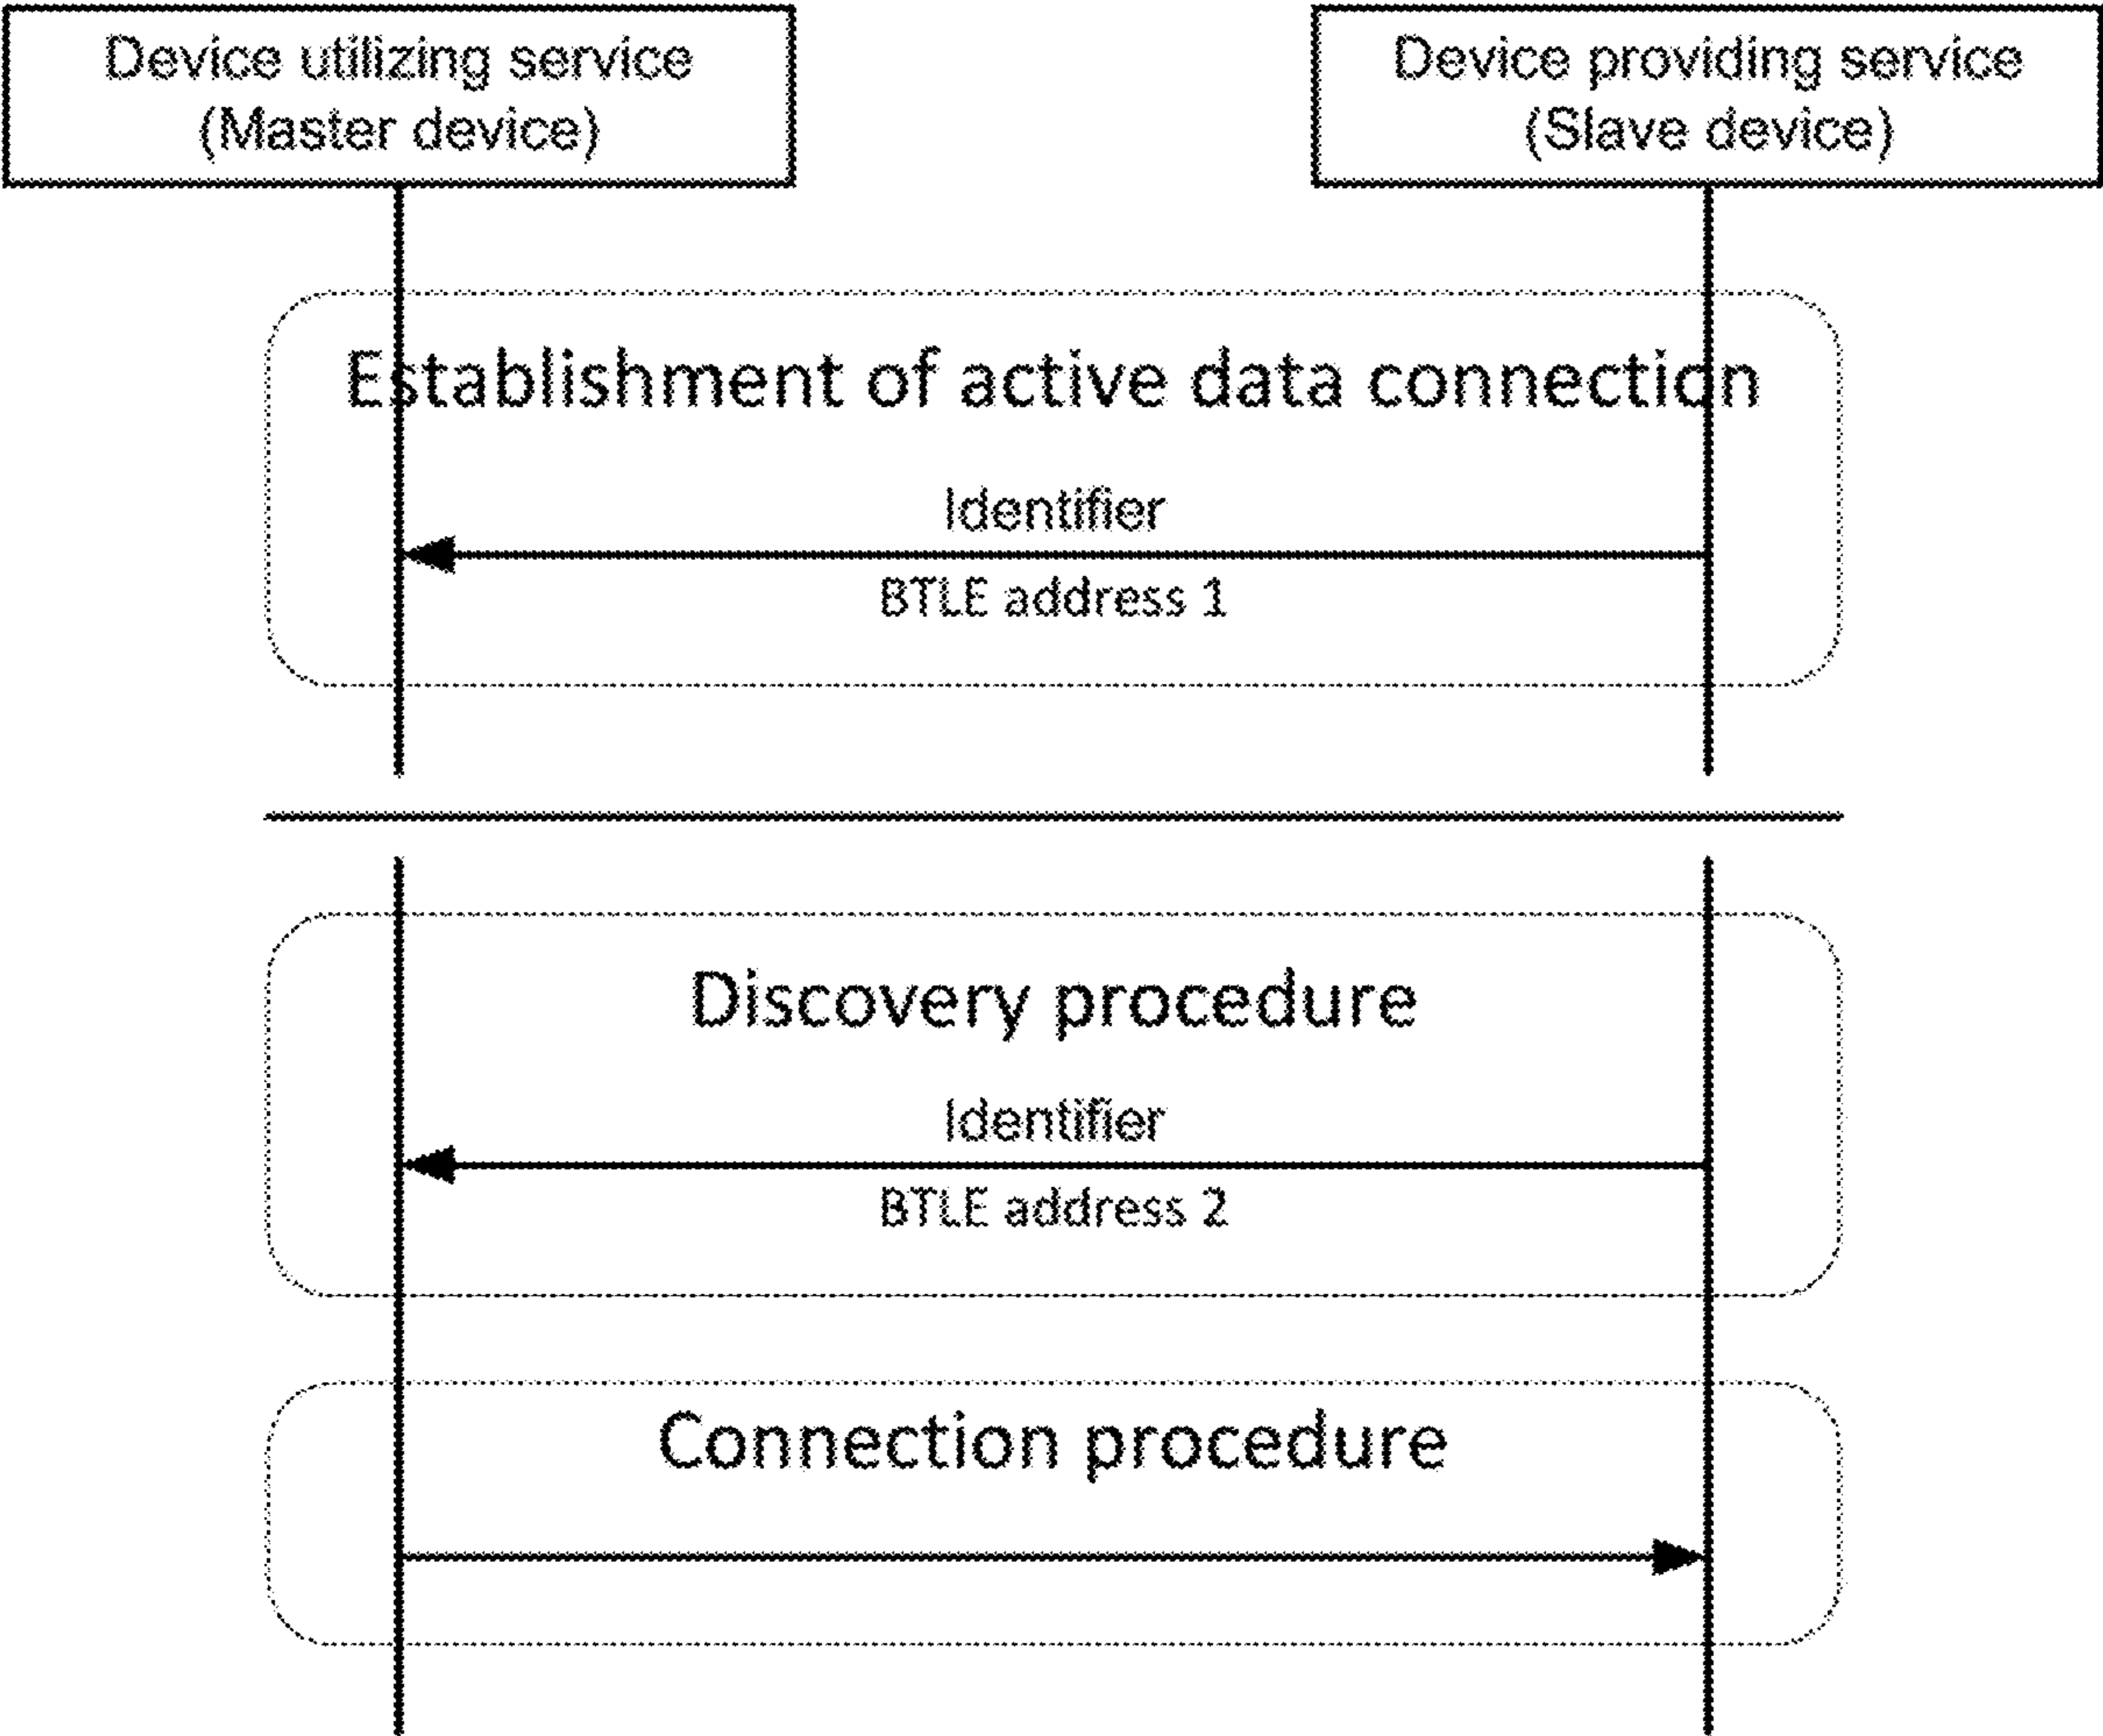 Device utilizing service
(Master device)
Device providing service
(Slave device)
Establishment of active data connection
Identifier
BTLE address 1
Discovery procedure
Identifier
BTLE address 2
Connection procedure